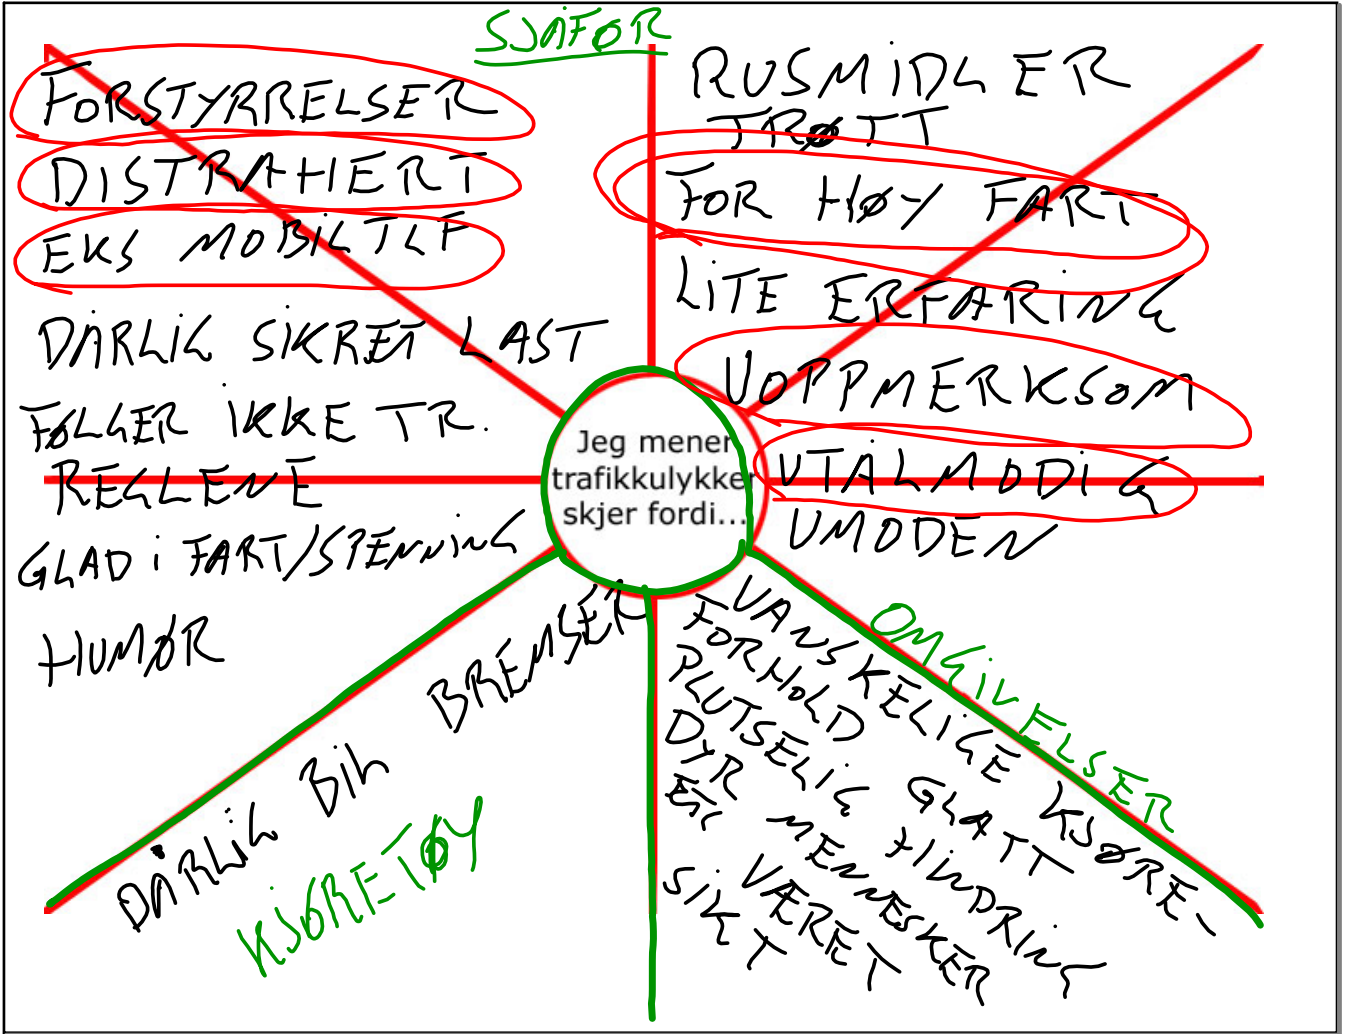 SJÅFØR
FORSTYRRELSER
DISTRAHERT
EKS MOBILTLF
DÅRLIG SIKRET LAST
FØLGER IKKE TR.
REGLENE
GLAD i FART/SPENNING
HUMØR
RUSMIDLER
TRØTT
FOR HØY FART
LITE ERFARING
UOPPMERKSOM
UTÅLMODIG
UMODEN
Jeg mener
trafikkulykker
skjer fordi...
OMGIVELSER
VANSKELIGE KJØRE-
FORHOLD GLATT
PLUTSELIG HINDRING
DYR MENNESKER
ETC VÆRET
SIKT
DÅRLIG BIL BREMSER
KJØRETØY